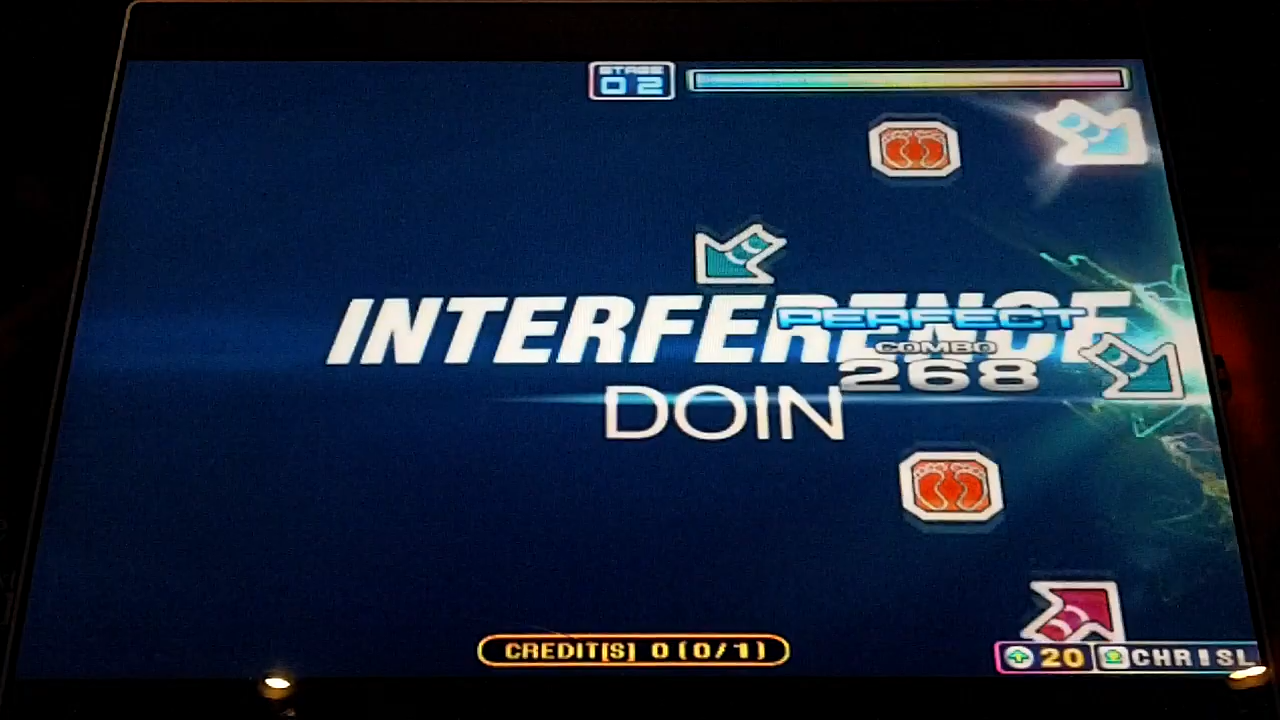 STAGE
02
INTERFERENCE
PERFECT
COMBO
268
DOIN
CREDIT[S] 0 (0/1)
20 CHRISL